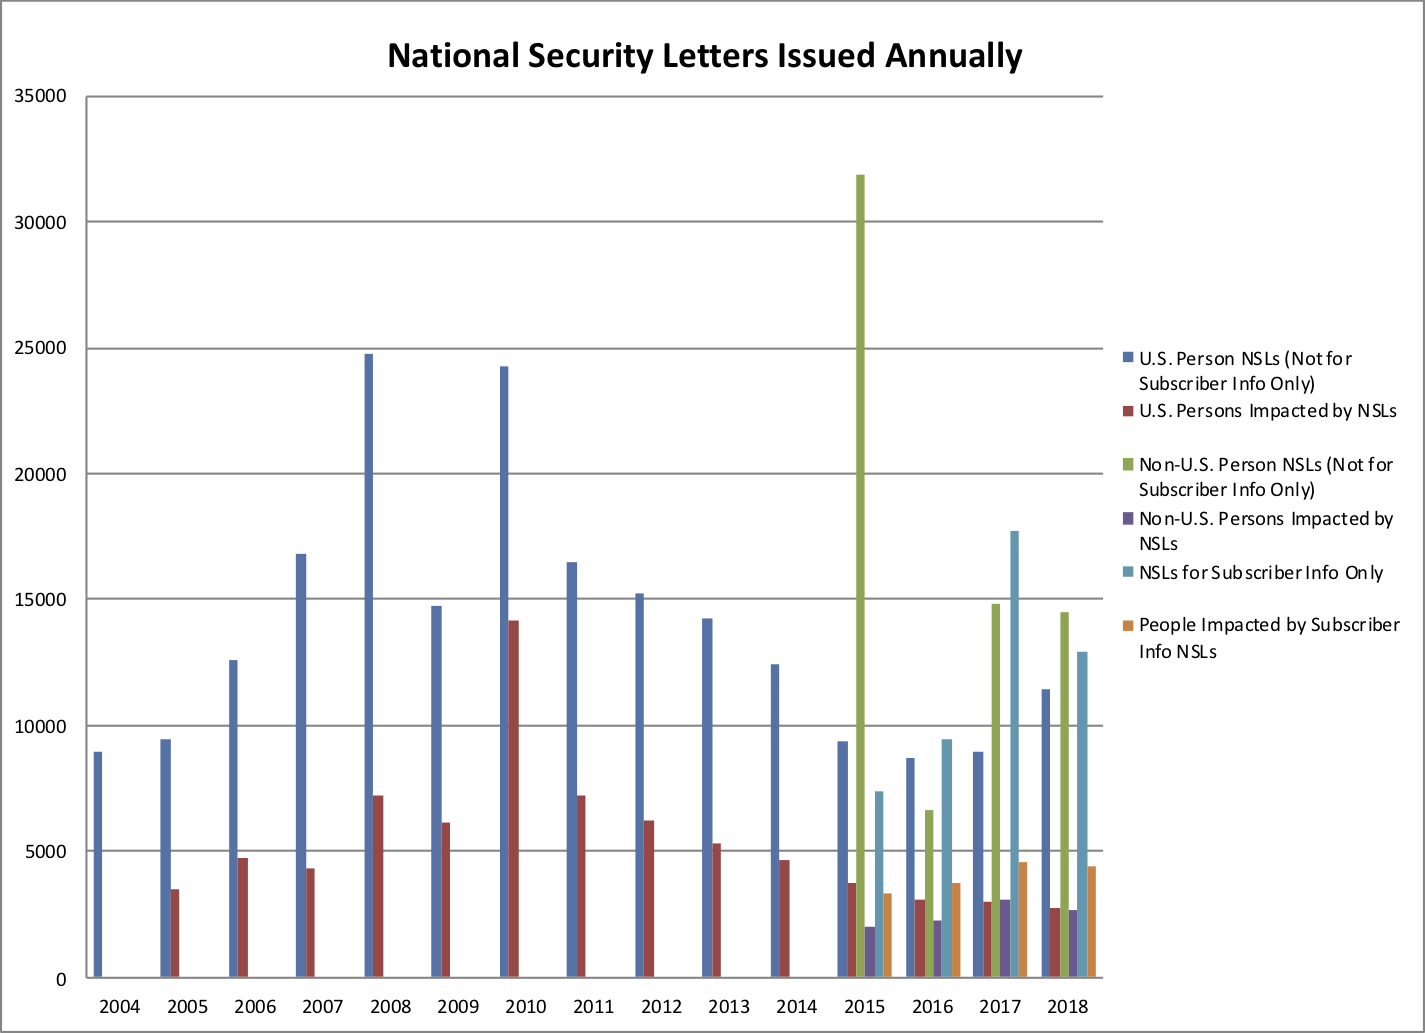 National Security Letters Issued Annually
35000
30000
25000
20000
15000
10000
5000
0
2004 2005 2006 2007 2008 2009 2010 2011 2012 2013 2014 2015 2016 2017 2018
U.S. Person NSLs (Not for
Subscriber Info Only)
U.S. Persons Impacted by NSLs
Non-U.S. Person NSLs (Not for
Subscriber Info Only)
Non-U.S. Persons Impacted by
NSLs
NSLs for Subscriber Info Only
People Impacted by Subscriber
Info NSLs